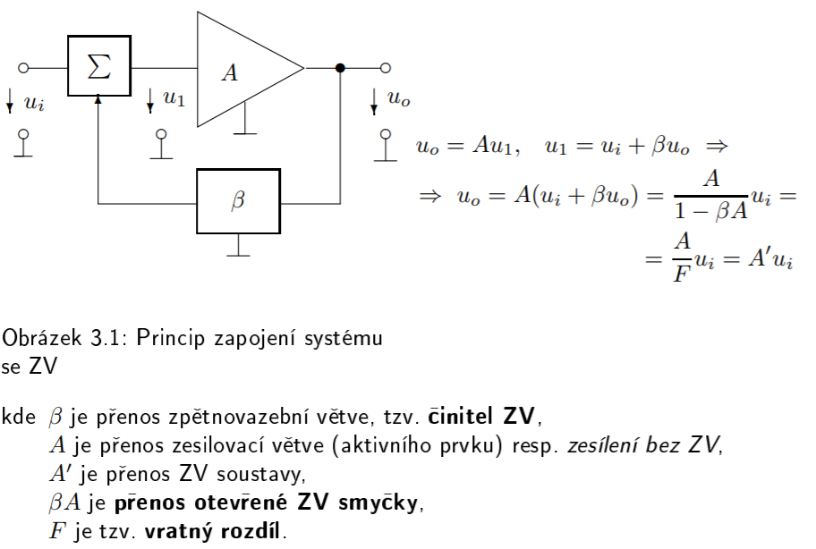 Σ
A
u_i
u_1
u_o
β
u_o = Au_1, u_1 = u_i + βu_o ⇒
⇒ u_o = A(u_i + βu_o) = \frac{A}{1 − βA} u_i =
= \frac{A}{F} u_i = A′u_i
Obrázek 3.1: Princip zapojení systému
se ZV
kde β je přenos zpětnovazební větve, tzv. činitel ZV,
A je přenos zesilovací větve (aktivního prvku) resp. zesílení bez ZV,
A′ je přenos ZV soustavy,
βA je přenos otevřené ZV smyčky,
F je tzv. vratný rozdíl.